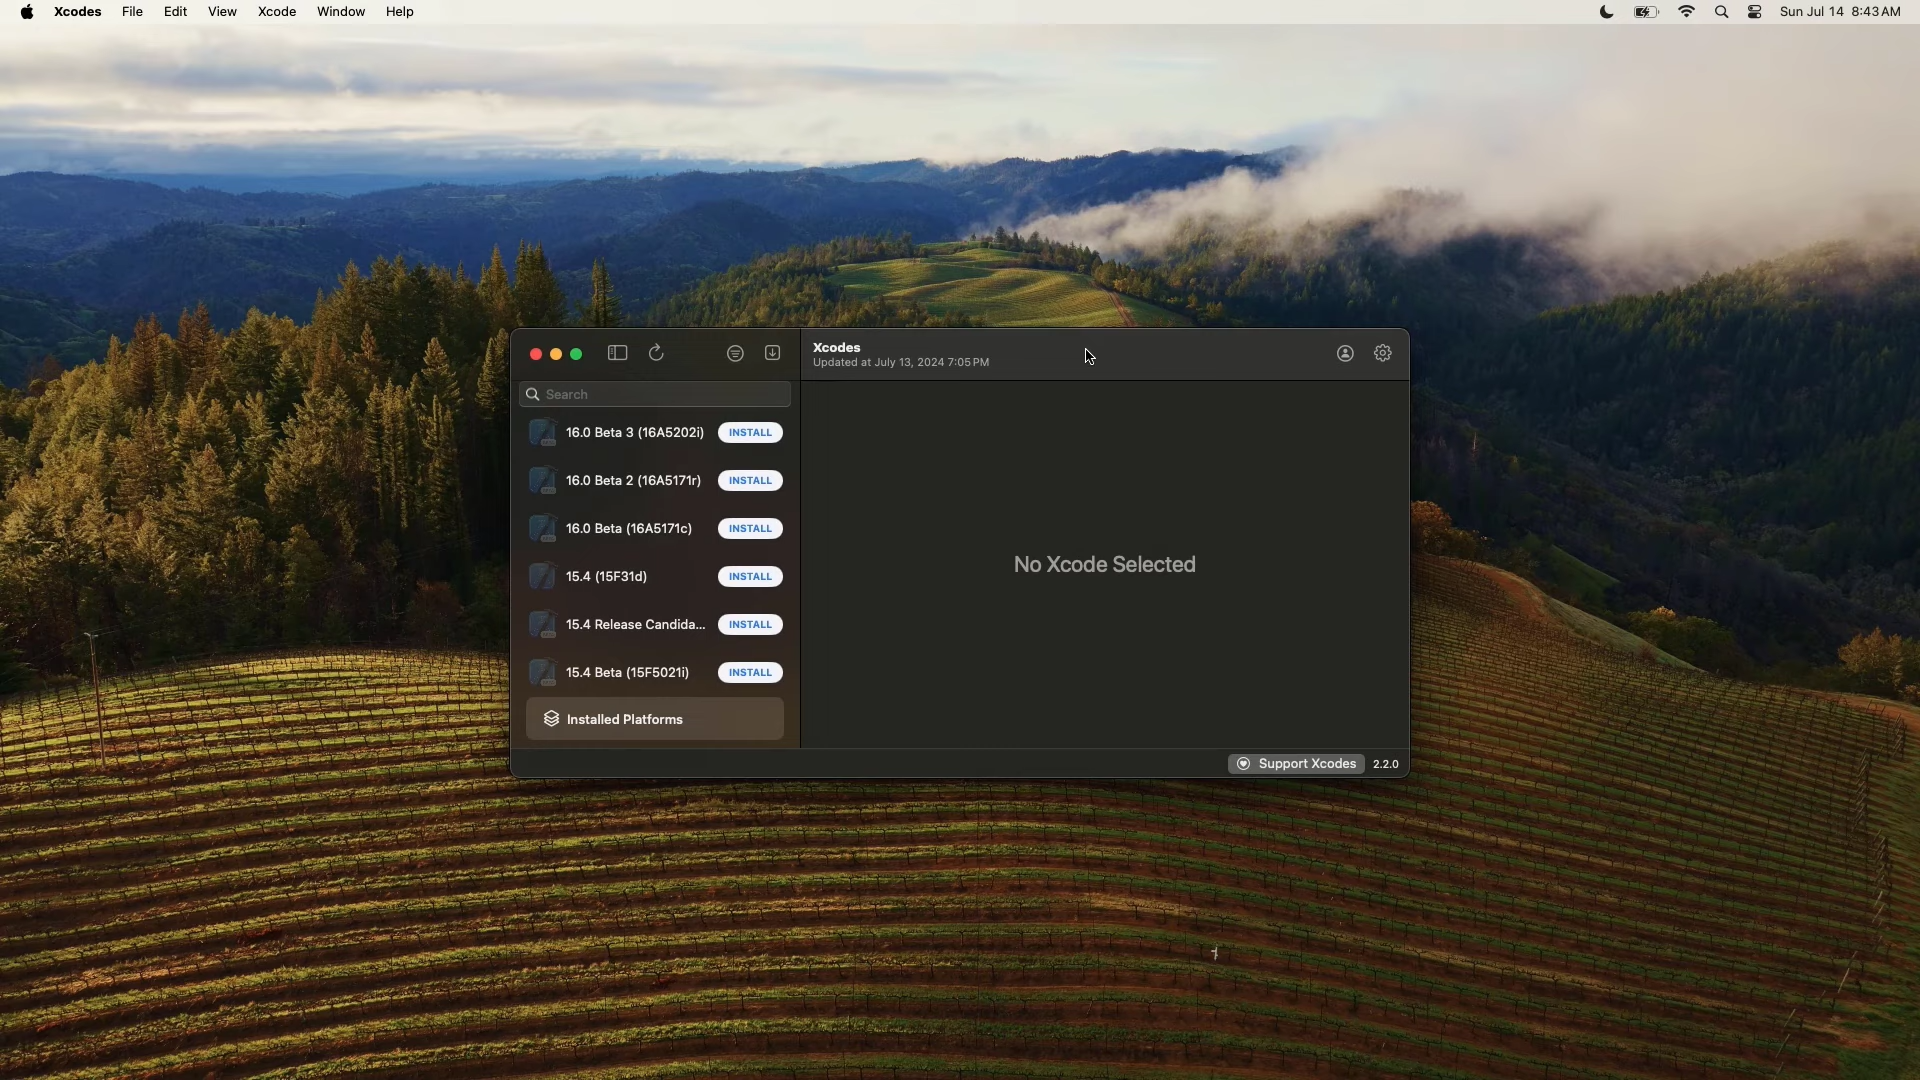 Xcodes File Edit View Xcode Window Help Sun Jul 14 8:43 AM
Xcodes
Updated at July 13, 2024 7:05 PM
Search
16.0 Beta 3 (16A5202i) INSTALL
16.0 Beta 2 (16A5171r) INSTALL
16.0 Beta (16A5171c) INSTALL
15.4 (15F31d) INSTALL
15.4 Release Candida... INSTALL
15.4 Beta (15F5021i) INSTALL
Installed Platforms
No Xcode Selected
Support Xcodes 2.2.0